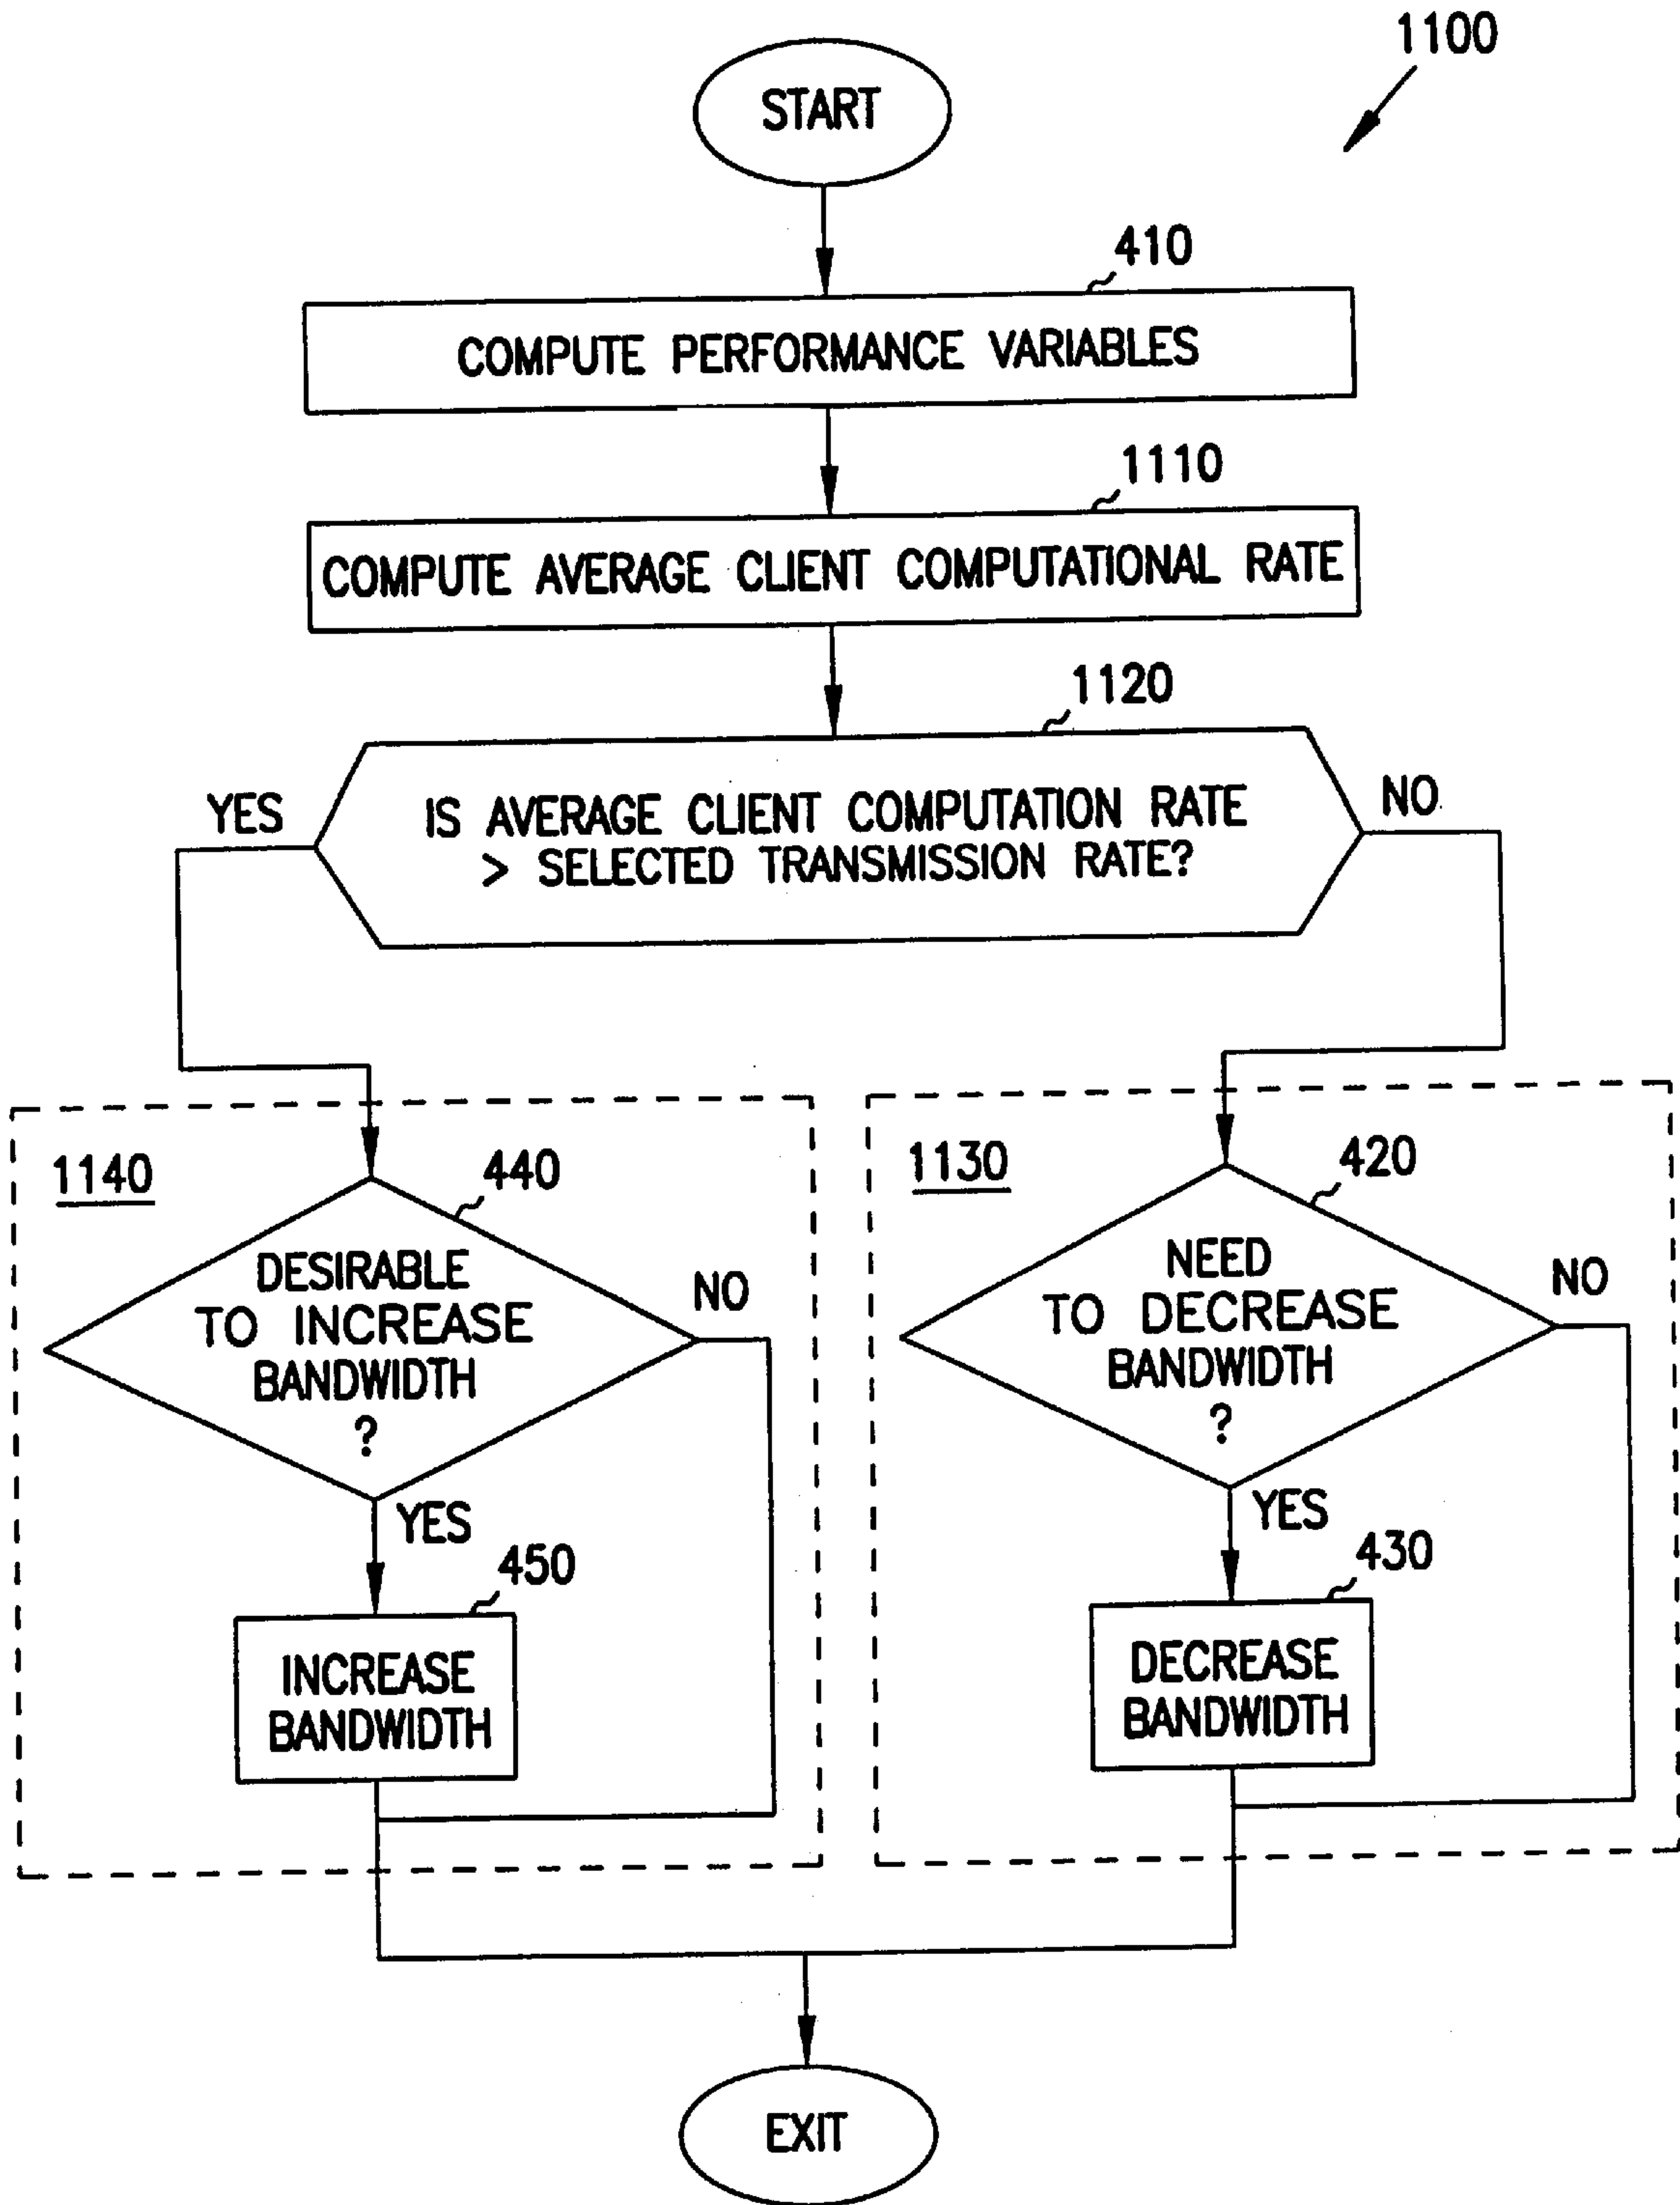 1100
START
410
COMPUTE PERFORMANCE VARIABLES
1110
COMPUTE AVERAGE CLIENT COMPUTATIONAL RATE
1120
YES
IS AVERAGE CLIENT COMPUTATION RATE
> SELECTED TRANSMISSION RATE?
NO
1140
440
DESIRABLE
TO INCREASE
BANDWIDTH
?
NO
YES
450
INCREASE
BANDWIDTH
1130
420
NEED
TO DECREASE
BANDWIDTH
?
NO
YES
430
DECREASE
BANDWIDTH
EXIT